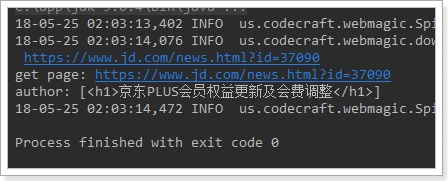 18-05-25 02:03:13,402 INFO us.codecraft.webmagic.Spi
18-05-25 02:03:14,076 INFO us.codecraft.webmagic.dow
https://www.jd.com/news.html?id=37090
get page: https://www.jd.com/news.html?id=37090
author: [<h1>京东PLUS会员权益更新及会费调整</h1>]
18-05-25 02:03:14,472 INFO us.codecraft.webmagic.Spi
Process finished with exit code 0